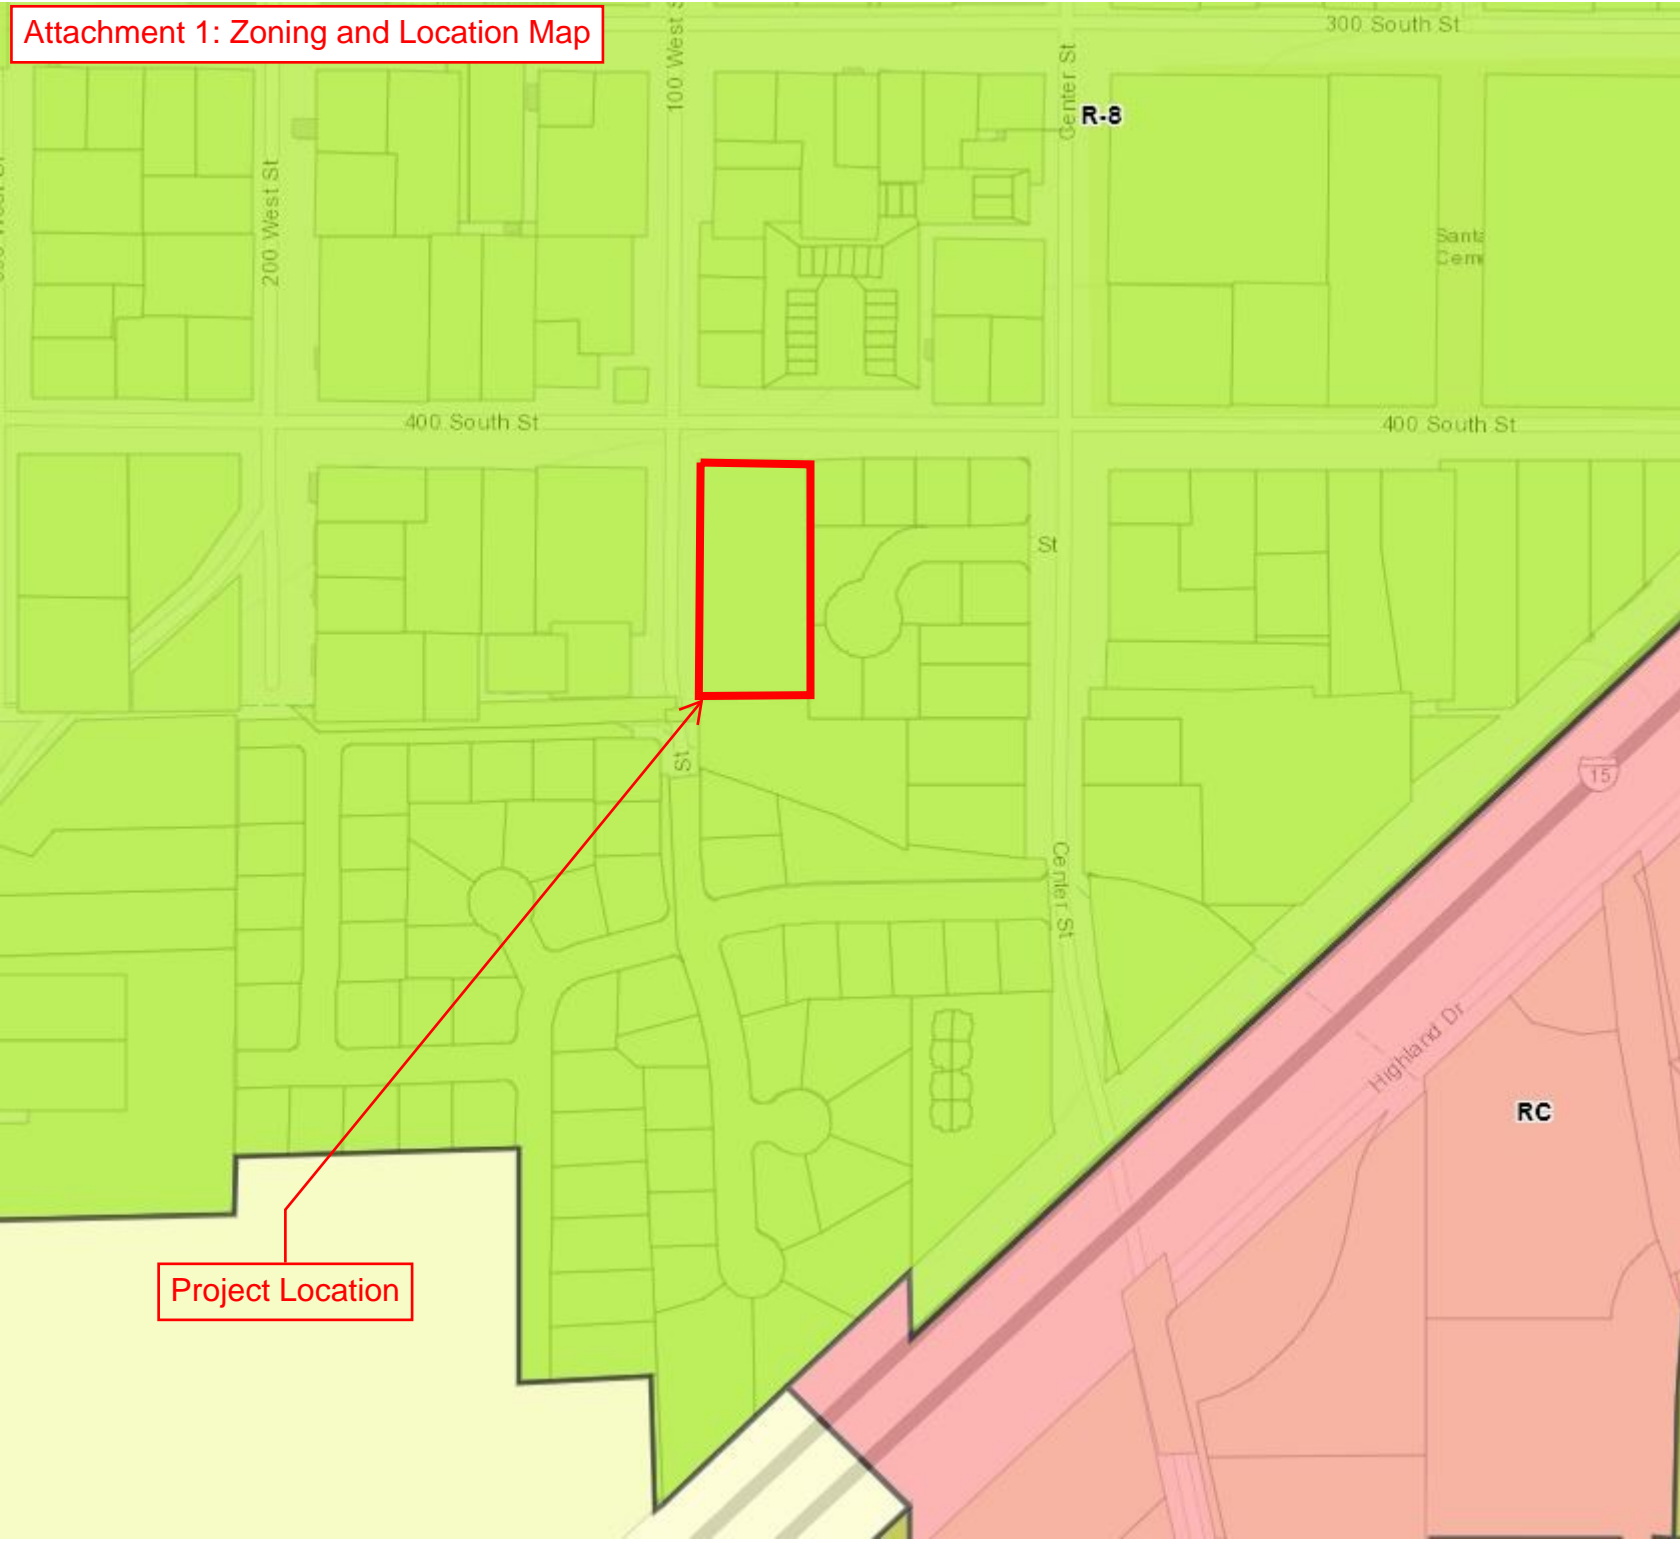 Attachment 1: Zoning and Location Map
300 South St
100 West S
Center St
R-8
200 West St
Santa
Cem
400 South St
400 South St
St
St
15
Center St
Highland Dr
RC
Project Location